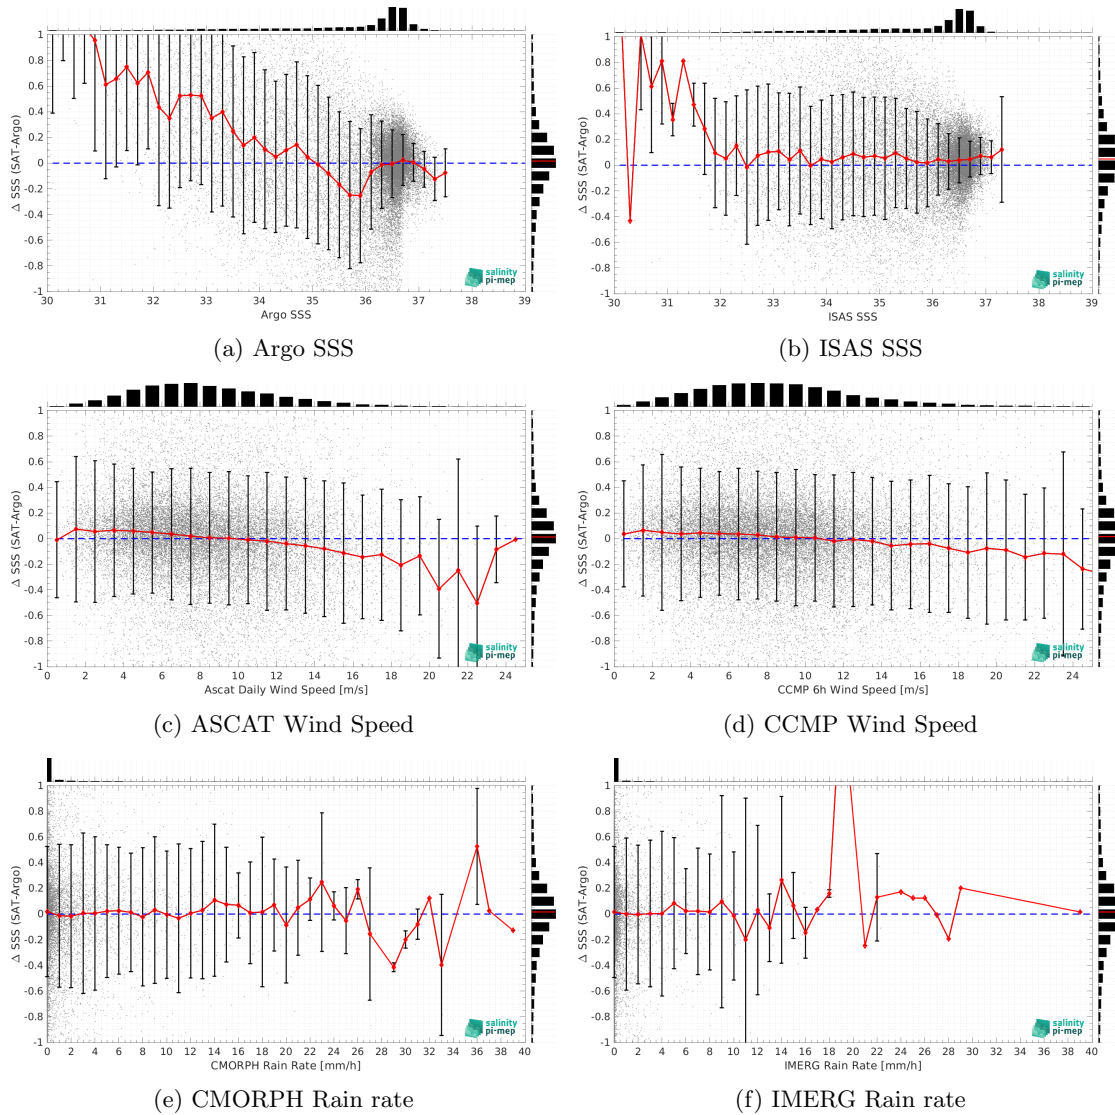 1
0.8
0.6
0.4
0.2
0
-0.2
-0.4
-0.6
-0.8
-1
Δ SSS (SAT-Argo)
30 31 32 33 34 35 36 37 38 39
Argo SSS
salinity
pi-mep
(a) Argo SSS
1
0.8
0.6
0.4
0.2
0
-0.2
-0.4
-0.6
-0.8
-1
Δ SSS (SAT-Argo)
30 31 32 33 34 35 36 37 38 39
ISAS SSS
salinity
pi-mep
(b) ISAS SSS
1
0.8
0.6
0.4
0.2
0
-0.2
-0.4
-0.6
-0.8
-1
Δ SSS (SAT-Argo)
0 2 4 6 8 10 12 14 16 18 20 22 24
Ascat Daily Wind Speed [m/s]
salinity
pi-mep
(c) ASCAT Wind Speed
1
0.8
0.6
0.4
0.2
0
-0.2
-0.4
-0.6
-0.8
-1
Δ SSS (SAT-Argo)
0 2 4 6 8 10 12 14 16 18 20 22 24
CCMP 6h Wind Speed [m/s]
salinity
pi-mep
(d) CCMP Wind Speed
1
0.8
0.6
0.4
0.2
0
-0.2
-0.4
-0.6
-0.8
-1
Δ SSS (SAT-Argo)
0 2 4 6 8 10 12 14 16 18 20 22 24 26 28 30 32 34 36 38 40
CMORPH Rain Rate [mm/h]
salinity
pi-mep
(e) CMORPH Rain rate
1
0.8
0.6
0.4
0.2
0
-0.2
-0.4
-0.6
-0.8
-1
Δ SSS (SAT-Argo)
0 2 4 6 8 10 12 14 16 18 20 22 24 26 28 30 32 34 36 38 40
IMERG Rain Rate [mm/h]
salinity
pi-mep
(f) IMERG Rain rate